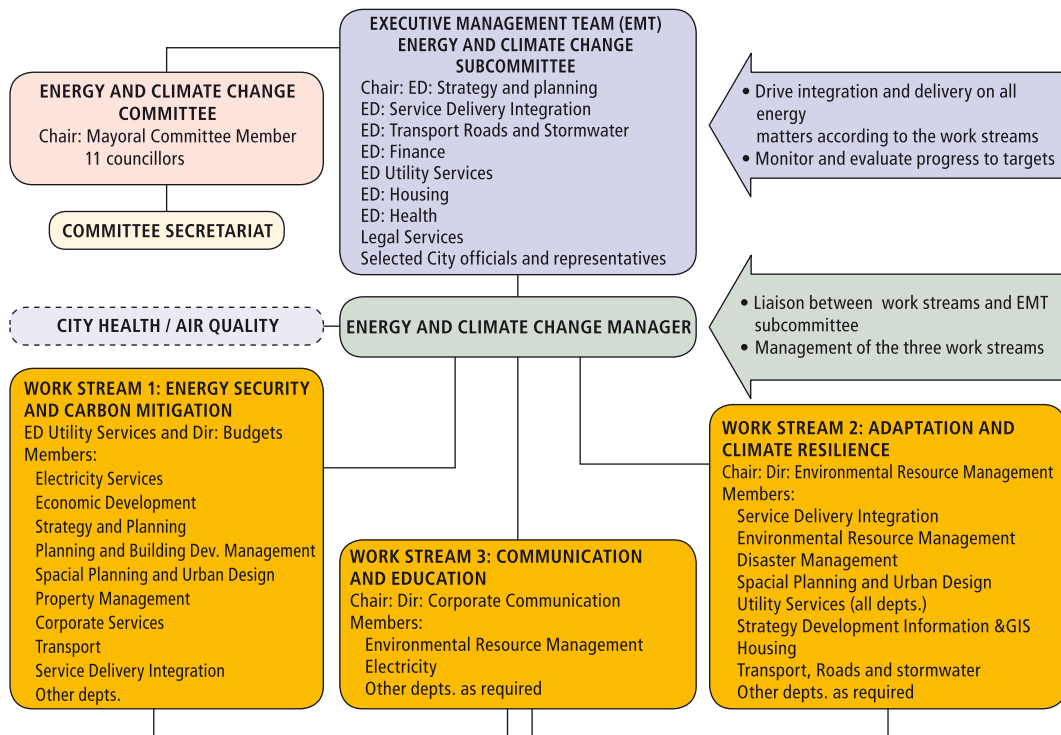 EXECUTIVE MANAGEMENT TEAM (EMT)
ENERGY AND CLIMATE CHANGE
SUBCOMMITTEE
Chair: ED: Strategy and planning
ED: Service Delivery Integration
ED: Transport Roads and Stormwater
ED: Finance
ED Utility Services
ED: Housing
ED: Health
Legal Services
Selected City officials and representatives
ENERGY AND CLIMATE CHANGE
COMMITTEE
Chair: Mayoral Committee Member
11 councillors
COMMITTEE SECRETARIAT
• Drive integration and delivery on all
energy
matters according to the work streams
• Monitor and evaluate progress to targets
CITY HEALTH / AIR QUALITY
ENERGY AND CLIMATE CHANGE MANAGER
• Liaison between work streams and EMT
subcommittee
• Management of the three work streams
WORK STREAM 1: ENERGY SECURITY
AND CARBON MITIGATION
ED Utility Services and Dir: Budgets
Members:
Electricity Services
Economic Development
Strategy and Planning
Planning and Building Dev. Management
Spacial Planning and Urban Design
Property Management
Corporate Services
Transport
Service Delivery Integration
Other depts.
WORK STREAM 3: COMMUNICATION
AND EDUCATION
Chair: Dir: Corporate Communication
Members:
Environmental Resource Management
Electricity
Other depts. as required
WORK STREAM 2: ADAPTATION AND
CLIMATE RESILIENCE
Chair: Dir: Environmental Resource Management
Members:
Service Delivery Integration
Environmental Resource Management
Disaster Management
Spacial Planning and Urban Design
Utility Services (all depts.)
Strategy Development Information &GIS
Housing
Transport, Roads and stormwater
Other depts. as required